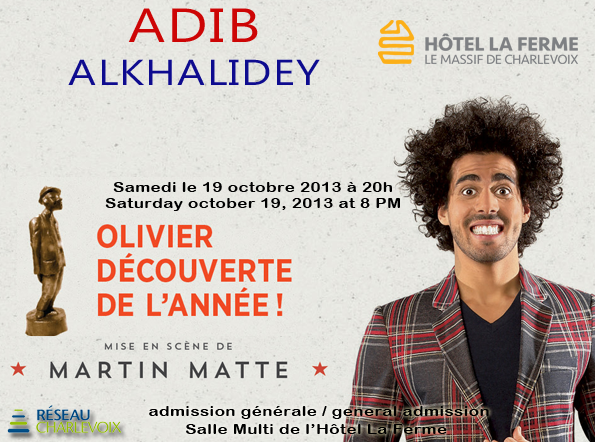 ADIB
ALKHALIDEY
HÔTEL LA FERME
LE MASSIF DE CHARLEVOIX
Samedi le 19 octobre 2013 à 20h
Saturday october 19, 2013 at 8 PM
OLIVIER
DÉCOUVERTE
DE L'ANNÉE !
MISE EN SCÈNE DE
★ MARTIN MATTE ★
RÉSEAU
CHARLEVOIX
admission générale / general admission
Salle Multi de l'Hôtel La Ferme